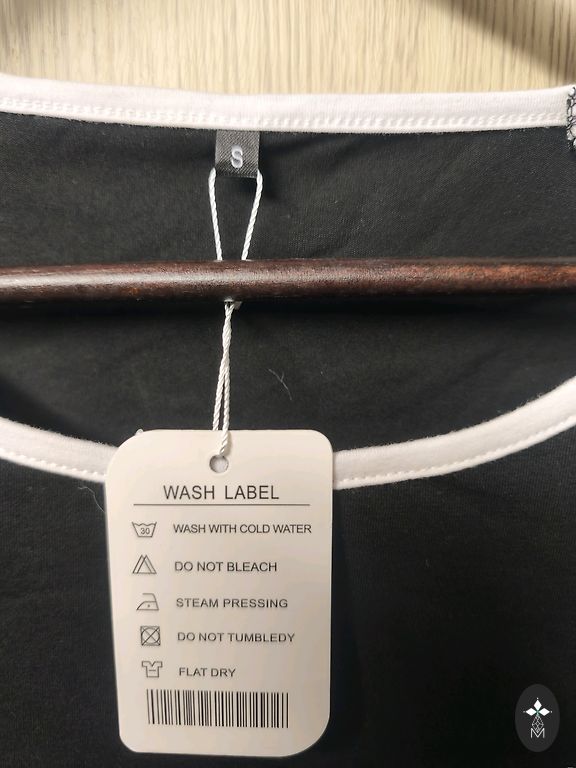 S
WASH LABEL
30 WASH WITH COLD WATER
DO NOT BLEACH
STEAM PRESSING
DO NOT TUMBLEDY
FLAT DRY
M